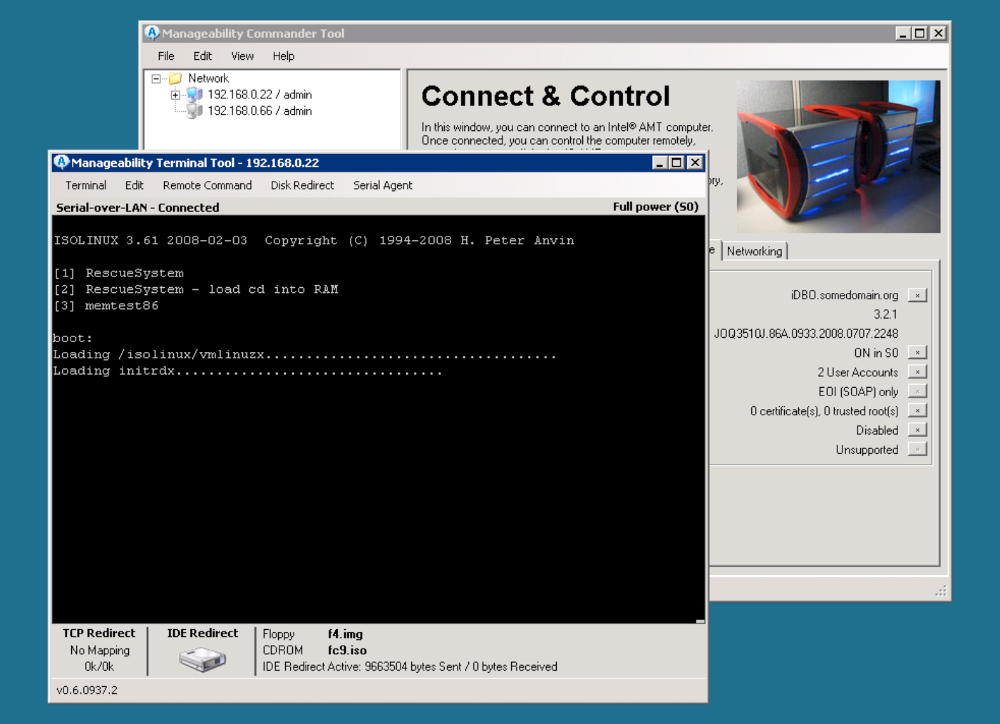 Manageability Commander Tool
File Edit View Help
Network
192.168.0.22 / admin
192.168.0.66 / admin
Connect & Control
In this window, you can connect to an Intel® AMT computer.
Once connected, you can control the computer remotely,
Manageability Terminal Tool - 192.168.0.22
Terminal Edit Remote Command Disk Redirect Serial Agent
Serial-over-LAN - Connected Full power (S0)
ISOLINUX 3.61 2008-02-03 Copyright (C) 1994-2008 H. Peter Anvin
[1] RescueSystem
[2] RescueSystem - load cd into RAM
[3] memtest86
boot:
Loading /isolinux/vmlinuzx....................................
Loading initrdx.................................
TCP Redirect
No Mapping
0k/0k
IDE Redirect
Floppy f4.img
CDROM fc9.iso
IDE Redirect Active: 9663504 bytes Sent / 0 bytes Received
v0.6.0937.2
Networking
iDBO.somedomain.org
3.2.1
JOQ3510J.86A.0933.2008.0707.2248
ON in S0
2 User Accounts
EOI (SOAP) only
0 certificate(s), 0 trusted root(s)
Disabled
Unsupported